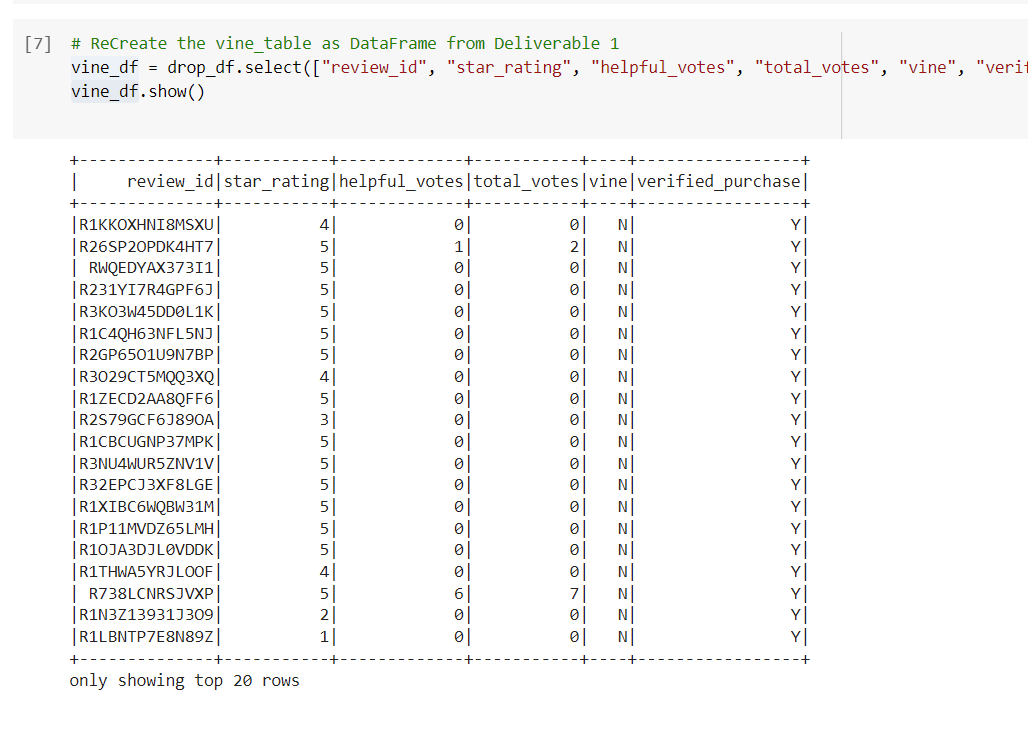 [7] # ReCreate the vine_table as DataFrame from Deliverable 1
vine_df = drop_df.select(["review_id", "star_rating", "helpful_votes", "total_votes", "vine", "verif
vine_df.show()
+--------------+-----------+-------------+-----------+----+-----------------+
|     review_id|star_rating|helpful_votes|total_votes|vine|verified_purchase|
+--------------+-----------+-------------+-----------+----+-----------------+
|R1KKOXHNI8MSXU|          4|            0|          0|   N|                Y|
|R26SP2OPDK4HT7|          5|            1|          2|   N|                Y|
| RWQEDYAX373I1|          5|            0|          0|   N|                Y|
|R231YI7R4GPF6J|          5|            0|          0|   N|                Y|
|R3KO3W45DD0L1K|          5|            0|          0|   N|                Y|
|R1C4QH63NFL5NJ|          5|            0|          0|   N|                Y|
|R2GP65O1U9N7BP|          5|            0|          0|   N|                Y|
|R3O29CT5MQQ3XQ|          4|            0|          0|   N|                Y|
|R1ZECD2AA8QFF6|          5|            0|          0|   N|                Y|
|R2S79GCF6J89OA|          3|            0|          0|   N|                Y|
|R1CBCUGNP37MPK|          5|            0|          0|   N|                Y|
|R3NU4WUR5ZNV1V|          5|            0|          0|   N|                Y|
|R32EPCJ3XF8LGE|          5|            0|          0|   N|                Y|
|R1XIBC6WQBW31M|          5|            0|          0|   N|                Y|
|R1P11MVDZ65LMH|          5|            0|          0|   N|                Y|
|R1OJA3DJL0VDDK|          5|            0|          0|   N|                Y|
|R1THWA5YRJLOOF|          4|            0|          0|   N|                Y|
| R738LCNRSJVXP|          5|            6|          7|   N|                Y|
|R1N3Z13931J3O9|          2|            0|          0|   N|                Y|
|R1LBNTP7E8N89Z|          1|            0|          0|   N|                Y|
+--------------+-----------+-------------+-----------+----+-----------------+
only showing top 20 rows